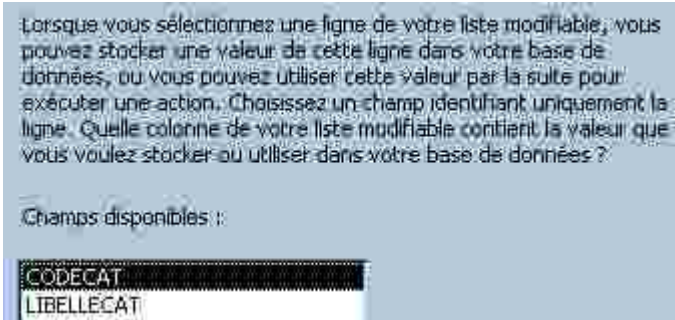 Lorsque vous sélectionnez une ligne de votre liste modifiable, vous
pouvez stocker une valeur de cette ligne dans votre base de
données, ou vous pouvez utiliser cette valeur par la suite pour
exécuter une action. Choisissez un champ identifiant uniquement la
ligne. Quelle colonne de votre liste modifiable contient la valeur que
vous voulez stocker ou utiliser dans votre base de données ?
Champs disponibles :
CODECAT
LIBELLECAT